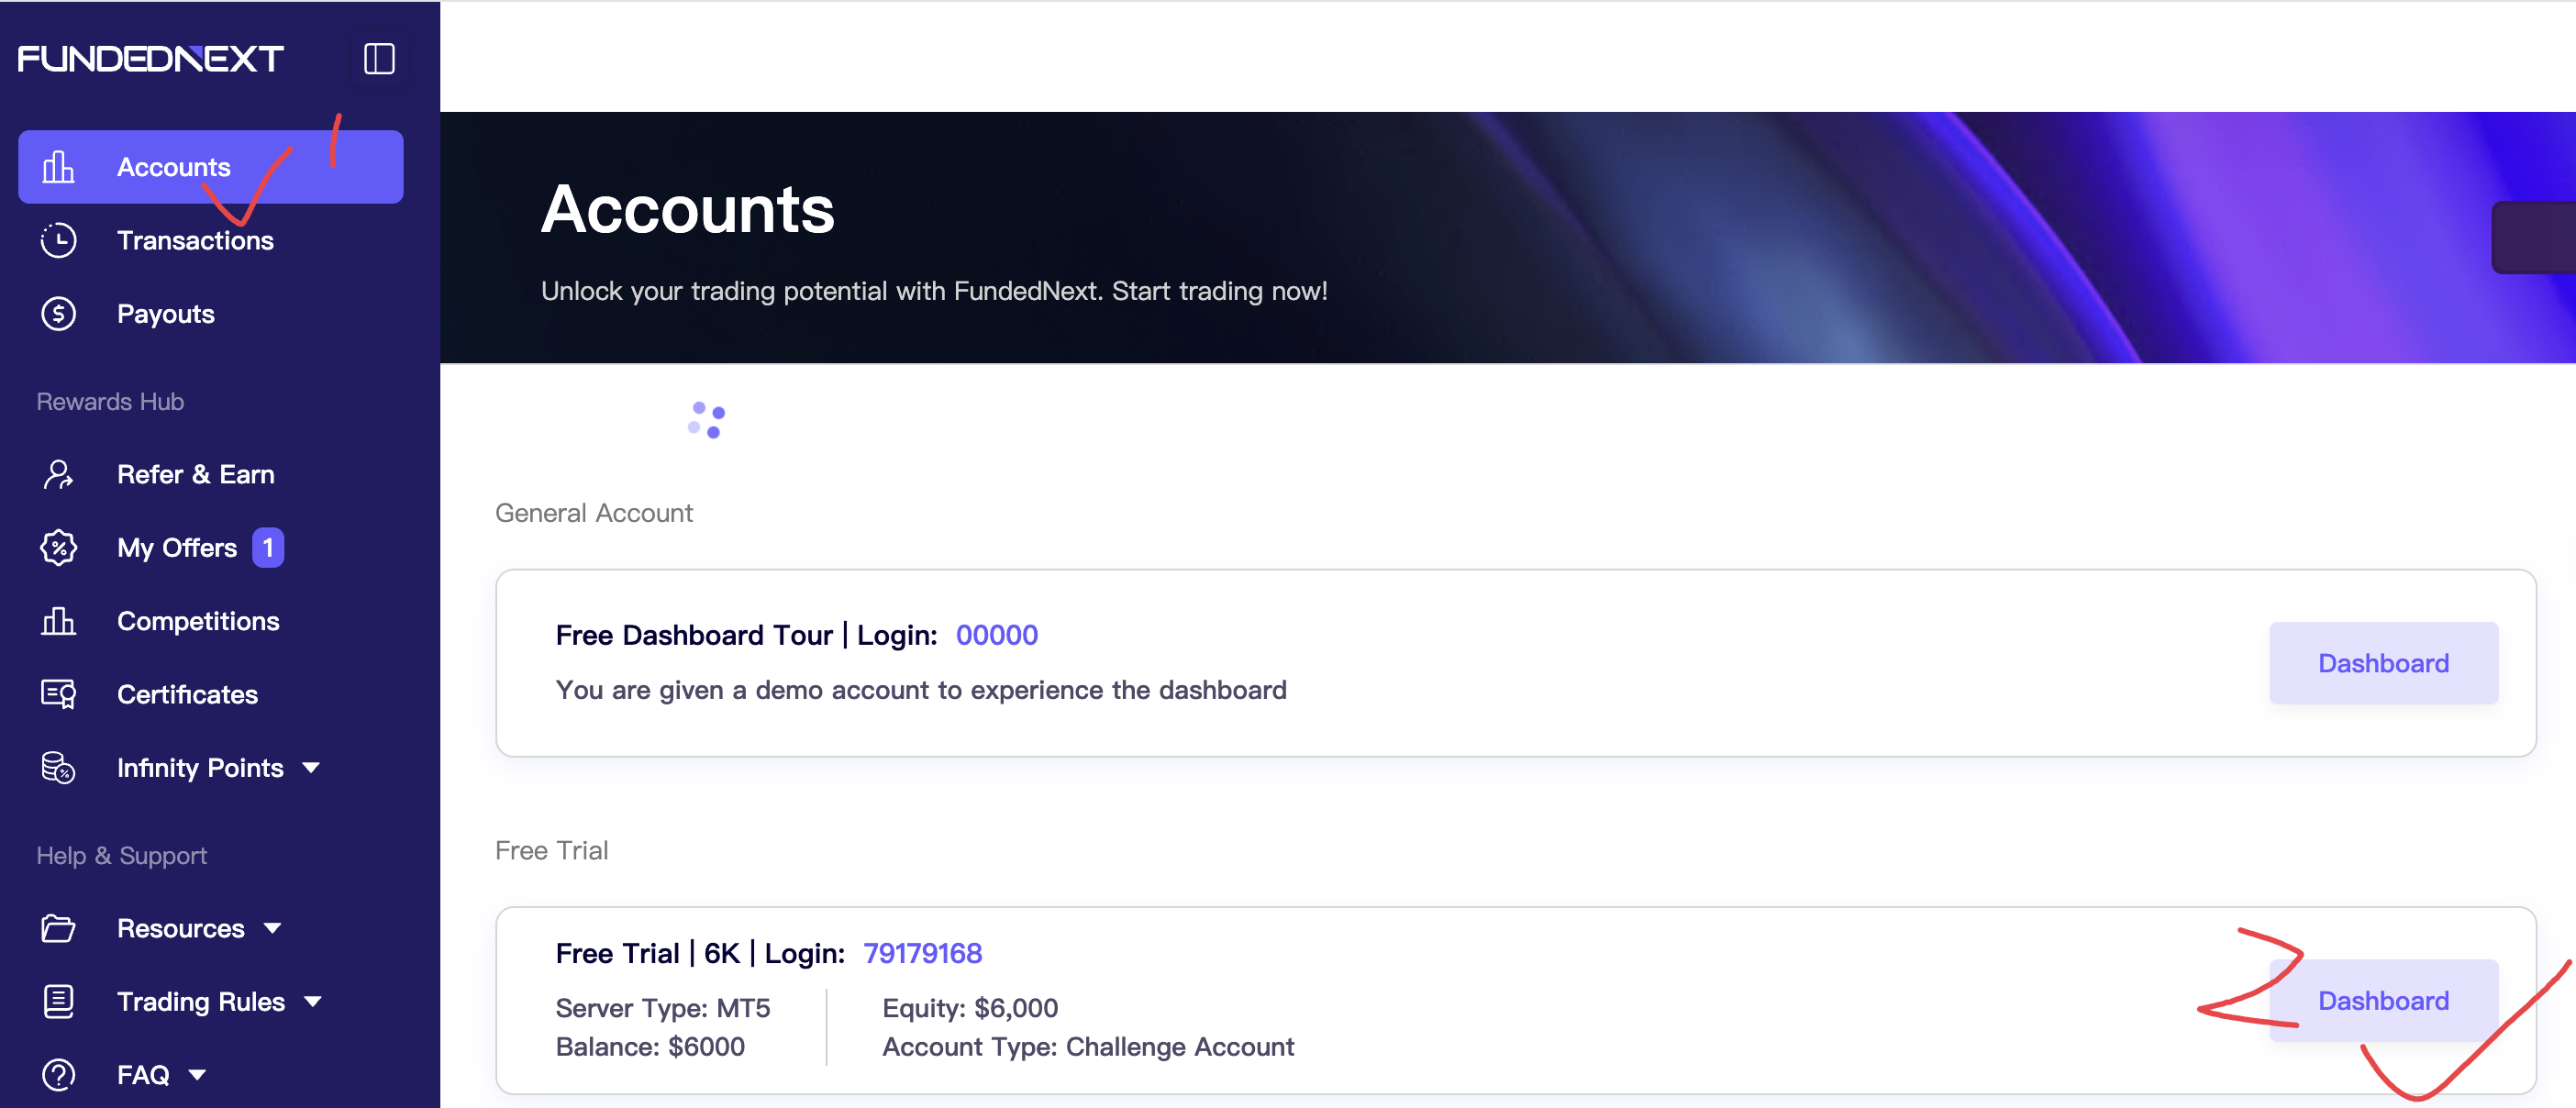 FUNDEDNEXT
Accounts
1
Transactions
Payouts
Rewards Hub
Refer & Earn
My Offers 1
Competitions
Certificates
Infinity Points
Help & Support
Resources
Trading Rules
FAQ
Accounts
Unlock your trading potential with FundedNext. Start trading now!
General Account
Free Dashboard Tour | Login: 00000
You are given a demo account to experience the dashboard
Dashboard
Free Trial
Free Trial | 6K | Login: 79179168
Server Type: MT5
Balance: $6000
Equity: $6,000
Account Type: Challenge Account
2
Dashboard